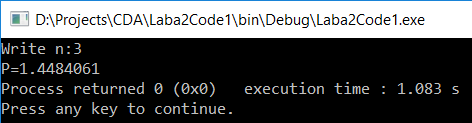 D:\Projects\CDA\Laba2Code1\bin\Debug\Laba2Code1.exe
Write n:3
P=1.4484061
Process returned 0 (0x0)   execution time : 1.083 s
Press any key to continue.